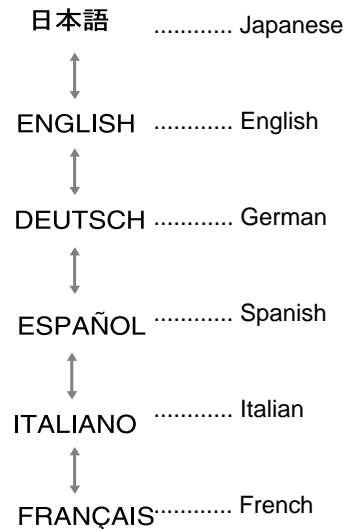 日本語 ............ Japanese
ENGLISH ............ English
DEUTSCH ............ German
ESPAÑOL ............ Spanish
ITALIANO ............ Italian
FRANÇAIS ............ French